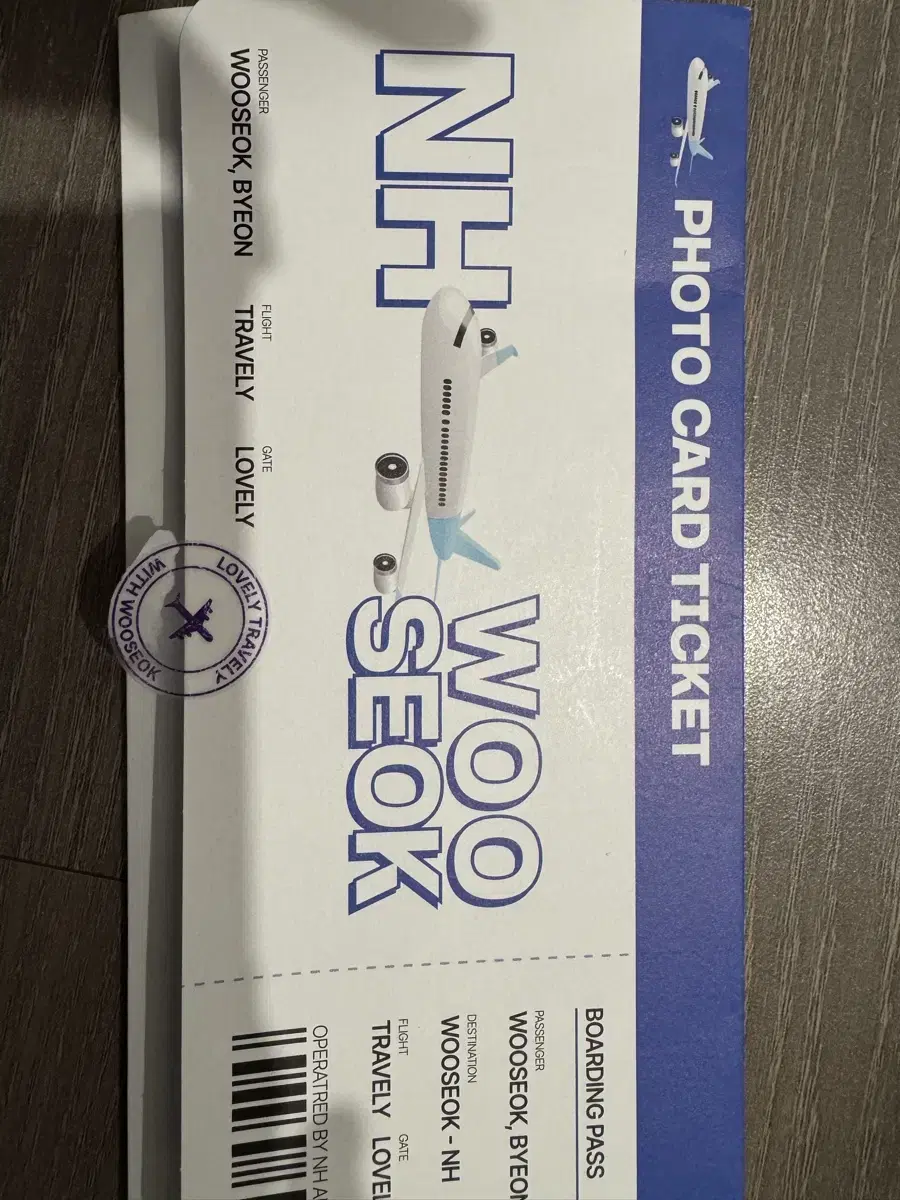 PHOTO CARD TICKET
NH
WOO
SEOK
PASSENGER
WOOSEOK, BYEON
FLIGHT
TRAVELY
GATE
LOVELY
LOVELY TRAVELY
WITH WOOSEOK
BOARDING PASS
PASSENGER
WOOSEOK, BYEON
DESTINATION
WOOSEOK - NH
FLIGHT
TRAVELY
GATE
OPERATRED BY NH